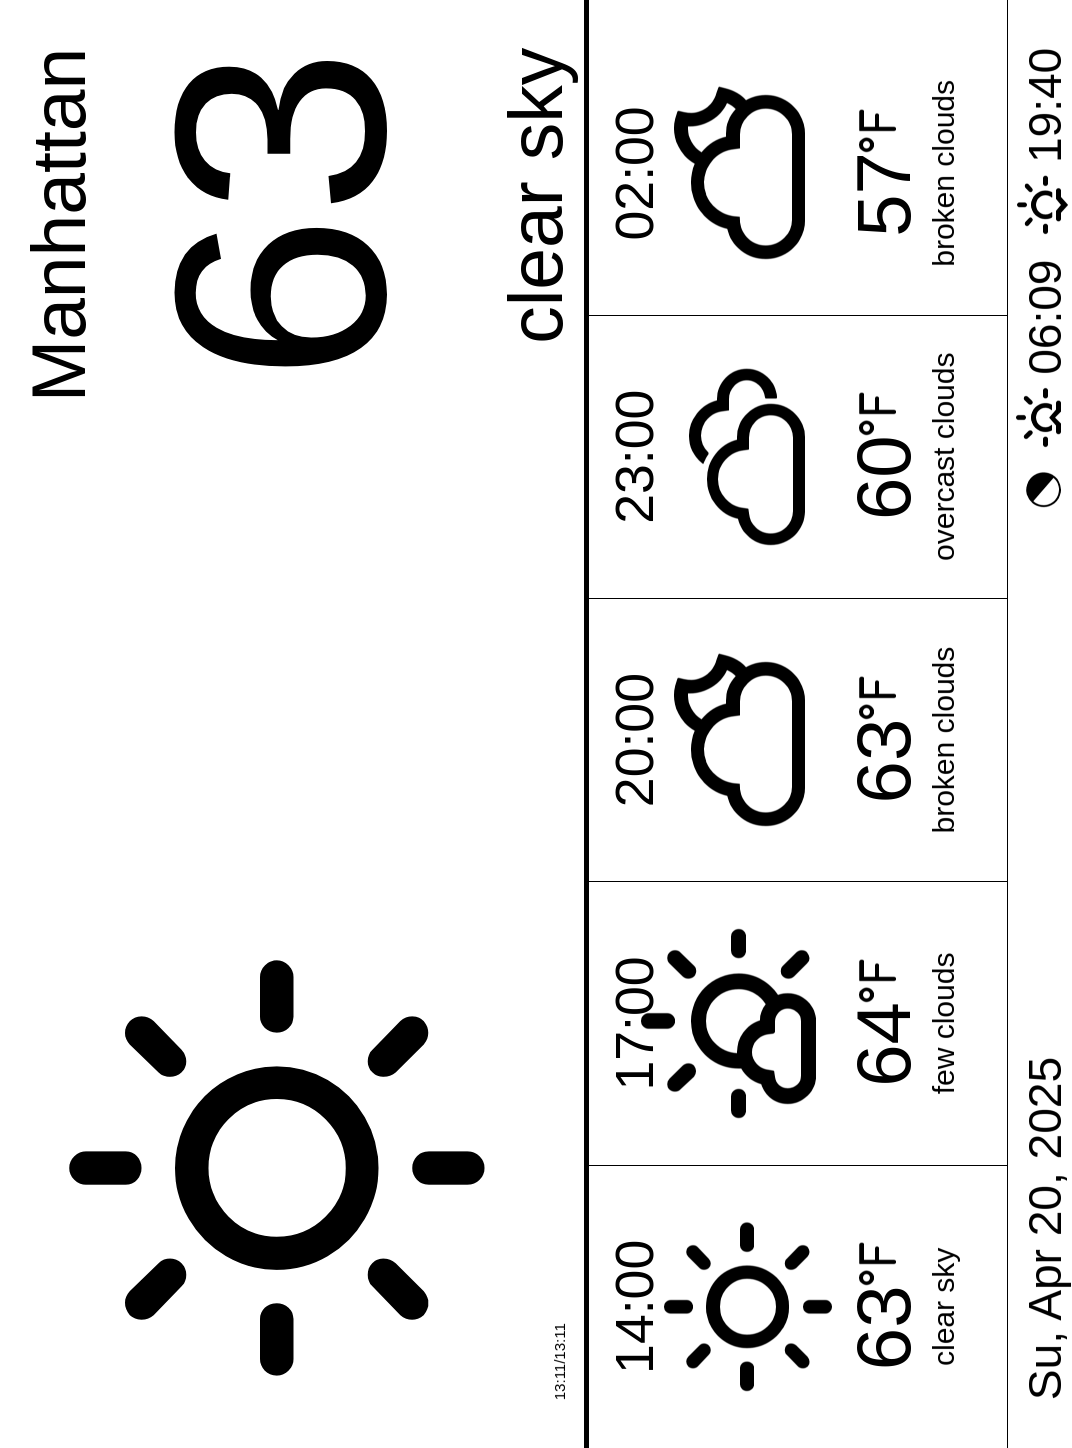 Manhattan
63
clear sky
13:11/13:11
14:00
63°F
clear sky
17:00
64°F
few clouds
20:00
63°F
broken clouds
23:00
60°F
overcast clouds
02:00
57°F
broken clouds
Su, Apr 20, 2025
06:09
19:40